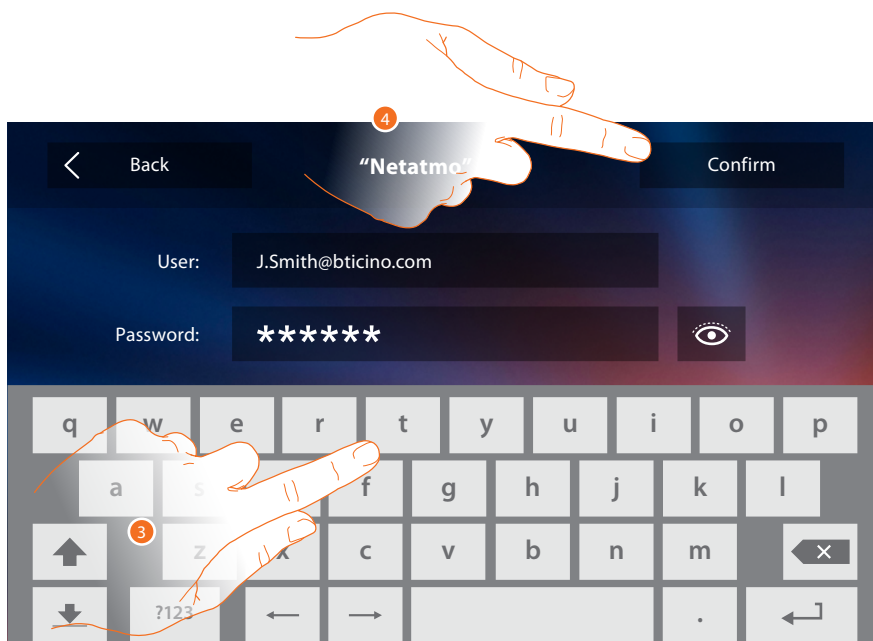 4
Back "Netatmo" Confirm
User: J.Smith@bticino.com
Password: ******
q w e r t y u i o p
a s f g h j k l
3
z x c v b n m
?123 .